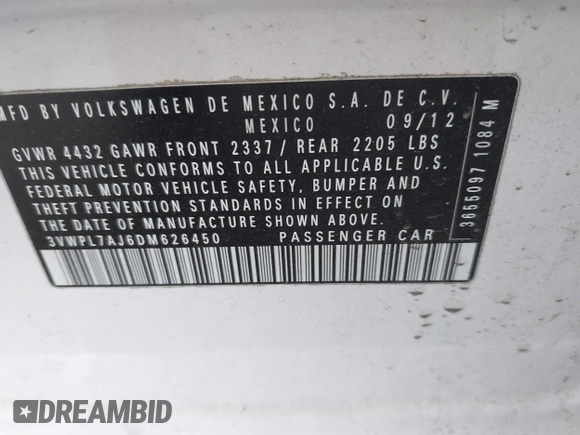 MFD BY VOLKSWAGEN DE MEXICO S.A. DE C.V.
MEXICO 09/12
GVWR 4432 GAWR FRONT 2337/ REAR 2205 LBS
THIS VEHICLE CONFORMS TO ALL APPLICABLE U.S.
FEDERAL MOTOR VEHICLE SAFETY, BUMPER AND
THEFT PREVENTION STANDARDS IN EFFECT ON
THE DATE OF MANUFACTURE SHOWN ABOVE.
3VWPL7AJ6DM626450 PASSENGER CAR
3655097 1084 M
DREAMBID